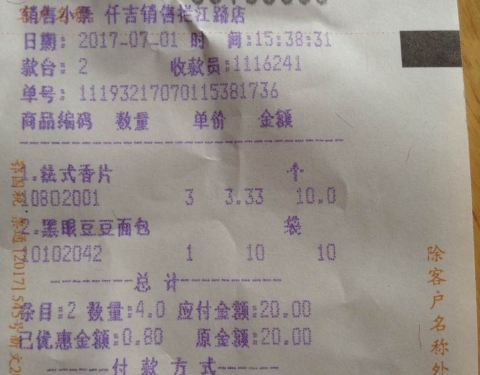 销售小票 仟吉销售拦江路店
日期: 2017-07-01 时 间:15:38:31
款台: 2 收款员:1116241
单号: 11193217070115381736
商品编码 数量 单价 金额
1.法式香片 个
10802001 3 3.33 10.0
2.黑眼豆豆面包 袋
10102042 1 10 10
总 计
条目:2 数量:4.0 应付金额:20.00
已优惠金额:0.80 原金额:20.00
付 款 方 式
除客户名称外